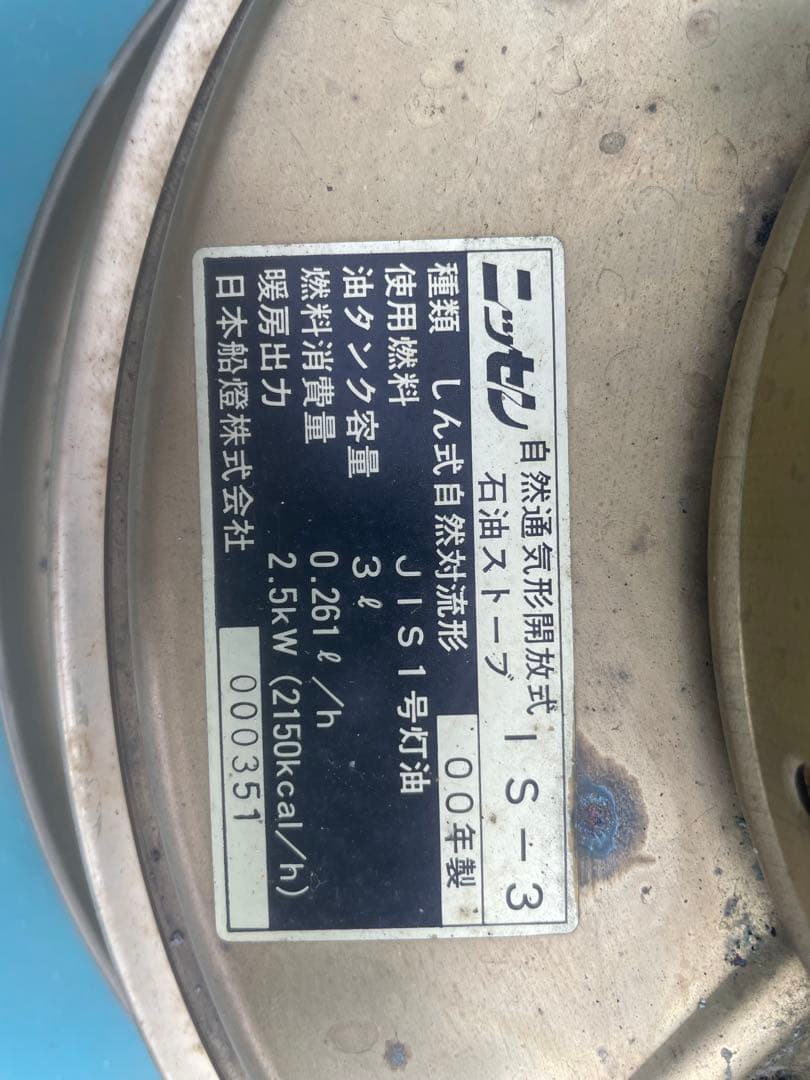 ニッセン 自然通気形開放式 石油ストーブ IS-3
種類 しん式自然対流形 00年製
使用燃料 JIS1号灯油
油タンク容量 3ℓ
燃料消費量 0.261ℓ/h
暖房出力 2.5kW (2150kcal/h)
日本船燈株式会社 000351